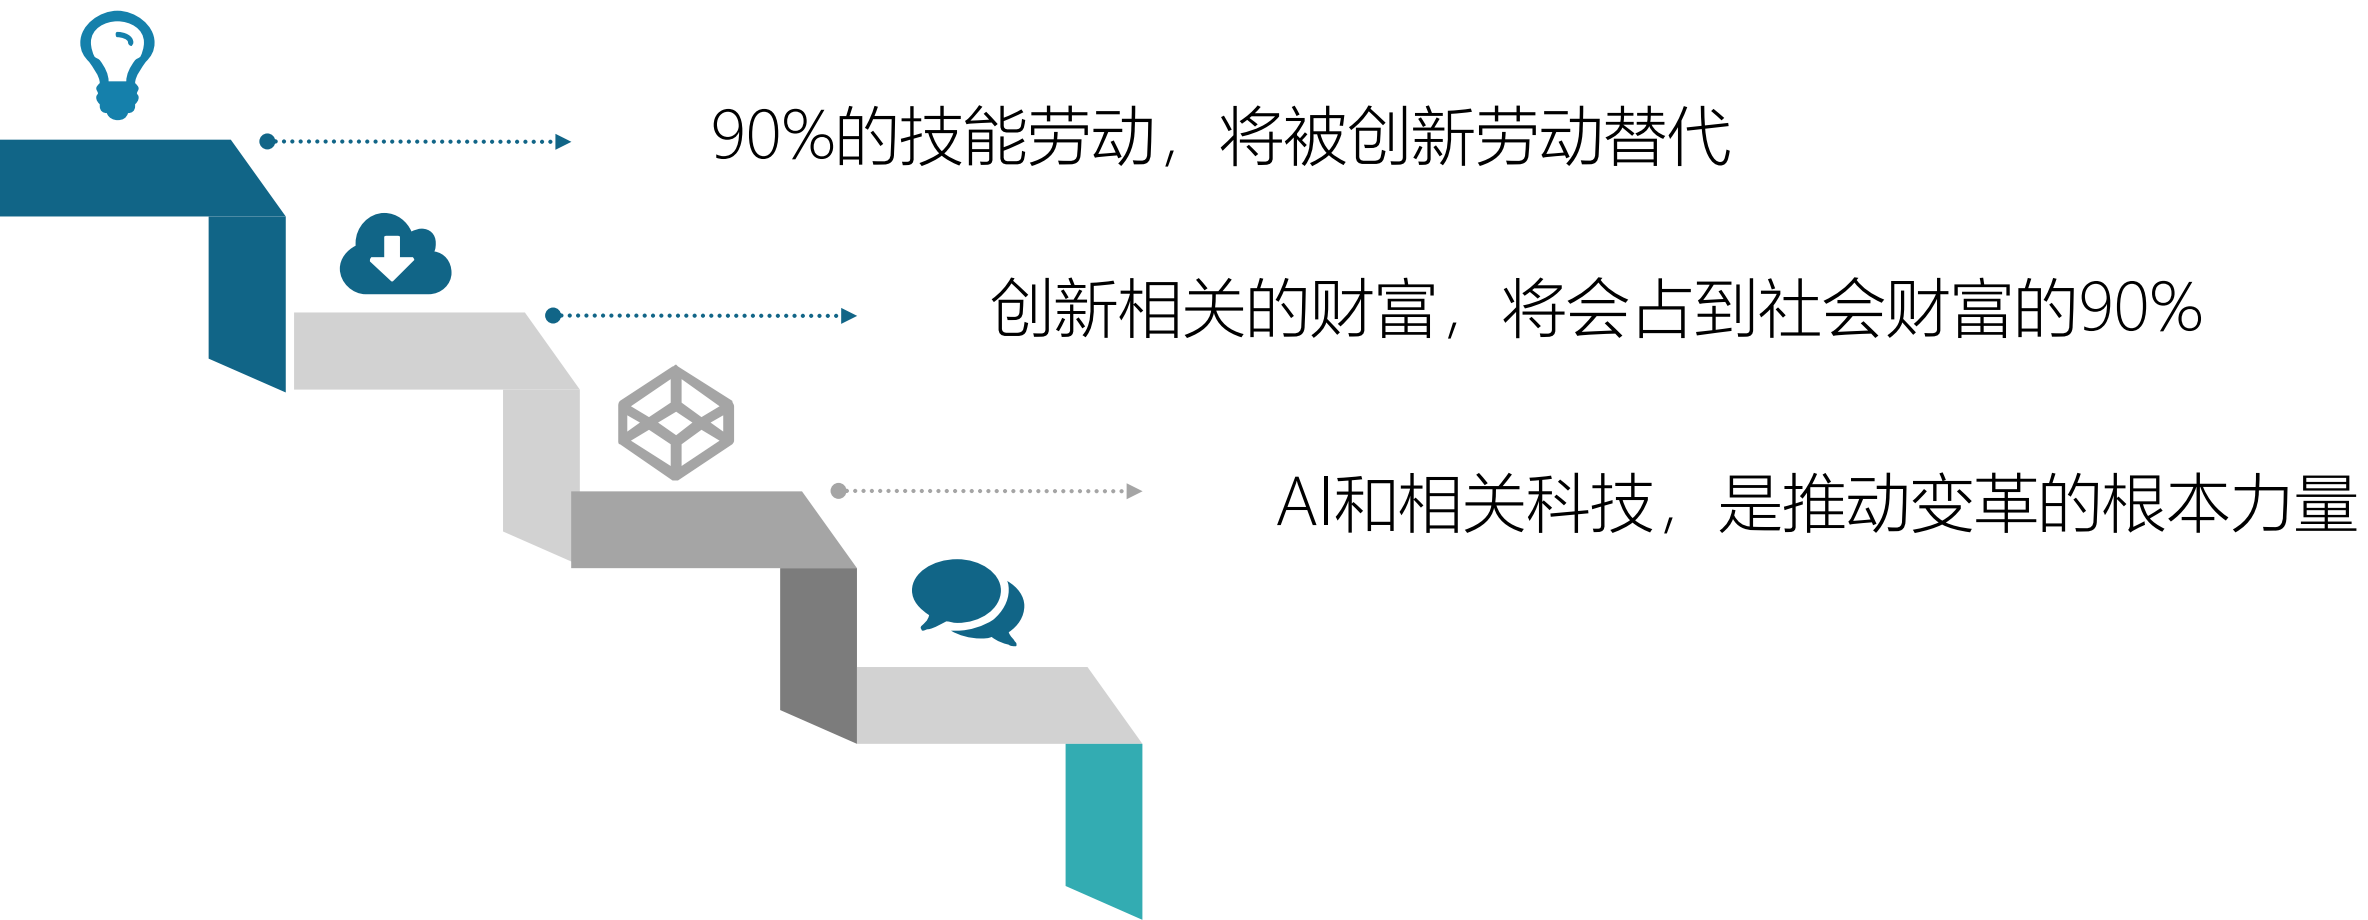 90%的技能劳动，将被创新劳动替代
创新相关的财富，将会占到社会财富的90%
AI和相关科技，是推动变革的根本力量